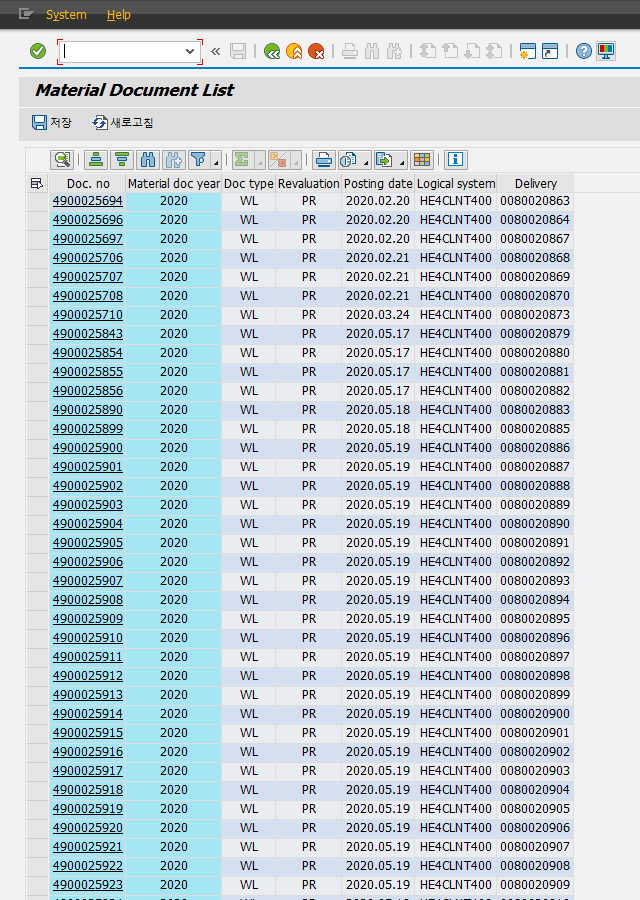 System Help
Material Document List
저장 새로고침
Doc. no Material doc year Doc type Revaluation Posting date Logical system Delivery
4900025694 2020 WL PR 2020.02.20 HE4CLNT400 0080020863
4900025696 2020 WL PR 2020.02.20 HE4CLNT400 0080020864
4900025697 2020 WL PR 2020.02.20 HE4CLNT400 0080020867
4900025706 2020 WL PR 2020.02.21 HE4CLNT400 0080020868
4900025707 2020 WL PR 2020.02.21 HE4CLNT400 0080020869
4900025708 2020 WL PR 2020.02.21 HE4CLNT400 0080020870
4900025710 2020 WL PR 2020.03.24 HE4CLNT400 0080020873
4900025843 2020 WL PR 2020.05.17 HE4CLNT400 0080020879
4900025854 2020 WL PR 2020.05.17 HE4CLNT400 0080020880
4900025855 2020 WL PR 2020.05.17 HE4CLNT400 0080020881
4900025856 2020 WL PR 2020.05.17 HE4CLNT400 0080020882
4900025890 2020 WL PR 2020.05.18 HE4CLNT400 0080020883
4900025899 2020 WL PR 2020.05.18 HE4CLNT400 0080020885
4900025900 2020 WL PR 2020.05.19 HE4CLNT400 0080020886
4900025901 2020 WL PR 2020.05.19 HE4CLNT400 0080020887
4900025902 2020 WL PR 2020.05.19 HE4CLNT400 0080020888
4900025903 2020 WL PR 2020.05.19 HE4CLNT400 0080020889
4900025904 2020 WL PR 2020.05.19 HE4CLNT400 0080020890
4900025905 2020 WL PR 2020.05.19 HE4CLNT400 0080020891
4900025906 2020 WL PR 2020.05.19 HE4CLNT400 0080020892
4900025907 2020 WL PR 2020.05.19 HE4CLNT400 0080020893
4900025908 2020 WL PR 2020.05.19 HE4CLNT400 0080020894
4900025909 2020 WL PR 2020.05.19 HE4CLNT400 0080020895
4900025910 2020 WL PR 2020.05.19 HE4CLNT400 0080020896
4900025911 2020 WL PR 2020.05.19 HE4CLNT400 0080020897
4900025912 2020 WL PR 2020.05.19 HE4CLNT400 0080020898
4900025913 2020 WL PR 2020.05.19 HE4CLNT400 0080020899
4900025914 2020 WL PR 2020.05.19 HE4CLNT400 0080020900
4900025915 2020 WL PR 2020.05.19 HE4CLNT400 0080020901
4900025916 2020 WL PR 2020.05.19 HE4CLNT400 0080020902
4900025917 2020 WL PR 2020.05.19 HE4CLNT400 0080020903
4900025918 2020 WL PR 2020.05.19 HE4CLNT400 0080020904
4900025919 2020 WL PR 2020.05.19 HE4CLNT400 0080020905
4900025920 2020 WL PR 2020.05.19 HE4CLNT400 0080020906
4900025921 2020 WL PR 2020.05.19 HE4CLNT400 0080020907
4900025922 2020 WL PR 2020.05.19 HE4CLNT400 0080020908
4900025923 2020 WL PR 2020.05.19 HE4CLNT400 0080020909